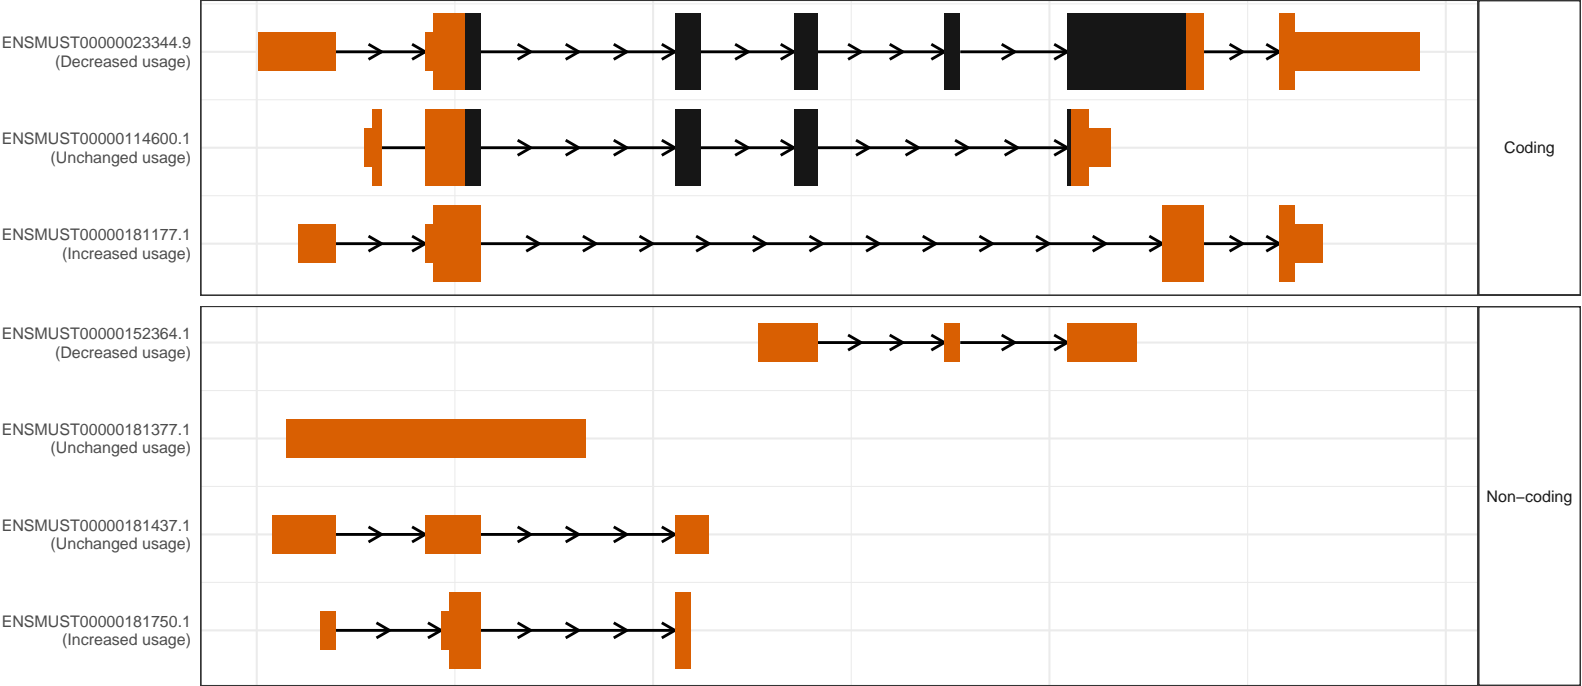 ENSMUST00000023344.9
(Decreased usage)
ENSMUST00000114600.1
(Unchanged usage)
ENSMUST00000181177.1
(Increased usage)
Coding
ENSMUST00000152364.1
(Decreased usage)
ENSMUST00000181377.1
(Unchanged usage)
ENSMUST00000181437.1
(Unchanged usage)
ENSMUST00000181750.1
(Increased usage)
Non−coding